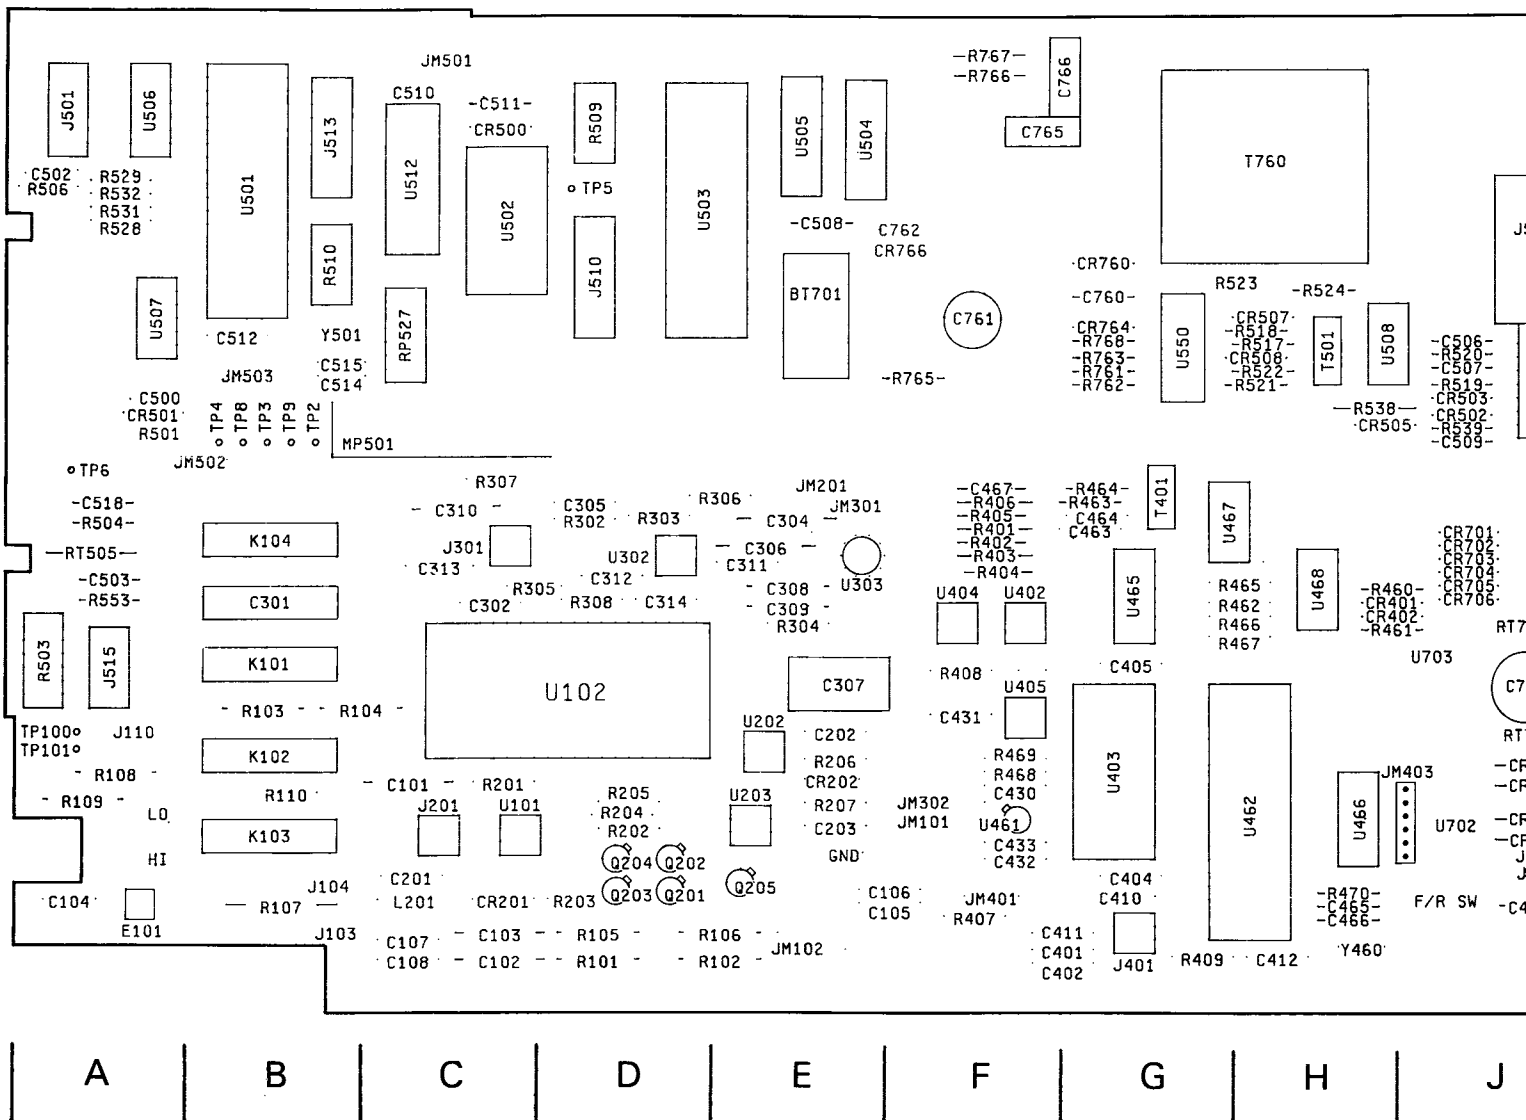 JM501
-R767-
-R766-
C766
J501
U506
J513
C510
-C511-
CR500
R509
U505
U504
C765
T760
C502
R506
R529
R532
R531
R528
U501
U512
U502
TP5
U503
-C508-
C762
CR766
R510
J510
BT701
CR760
R523
-C760-
-R524-
U507
C512
Y501
RP527
C761
CR764
-R768-
-R763-
-R761-
-R762-
U550
CR507
-R518-
-R517-
CR508
-R522-
-R521-
T501
U508
-C506-
-R520-
-C507-
-R519-
CR503
CR502
-R539-
-C509-
JM503
C515
C514
-R765-
C500
CR501
R501
TP4
TP8
TP3
TP9
TP2
MP501
-R538-
CR505
JM502
TP6
R307
-C518-
-R504-
- C310 -
C305
R302
R303
R306
JM201
JM301
- C304 -
-C467-
-R406-
-R405-
-R401-
-R402-
-R403-
-R404-
-R464-
-R463-
C464
C463
T401
U467
K104
J301
U302
- C306 -
C311
U303
-RT505-
C313
C312
-C503-
-R553-
C301
R305
C302
R308
C314
- C308 -
- C309 -
R304
U404
U402
U465
R465
R462
R466
R467
U468
-R460-
CR401
CR402
-R461-
CR701
CR702
CR703
CR704
CR705
CR706
R503
J515
K101
U102
C307
R408
C405
U703
U405
- R103 -
- R104 -
C431
TP100
TP101
J110
K102
U202
C202
R206
CR202
R469
R468
C430
U403
- R108 -
- R109 -
R110
- C101 -
R201
R205
R204
R202
U203
R207
C203
JM302
JM101
U461
U462
U466
JM403
LO
J201
U101
K103
HI
GND
C433
C432
U702
Q204
Q202
Q203
Q201
Q205
C104
E101
J104
- R107 -
J103
C201
L201
CR201
R203
C106
C105
JM401
R407
C404
C410
-R470-
-C465-
-C466-
F/R SW
C107
C108
- C103 -
- C102 -
- R105 -
- R101 -
- R106 -
- R102 -
JM102
C411
C401
C402
J401
R409
C412
Y460
A B C D E F G H J